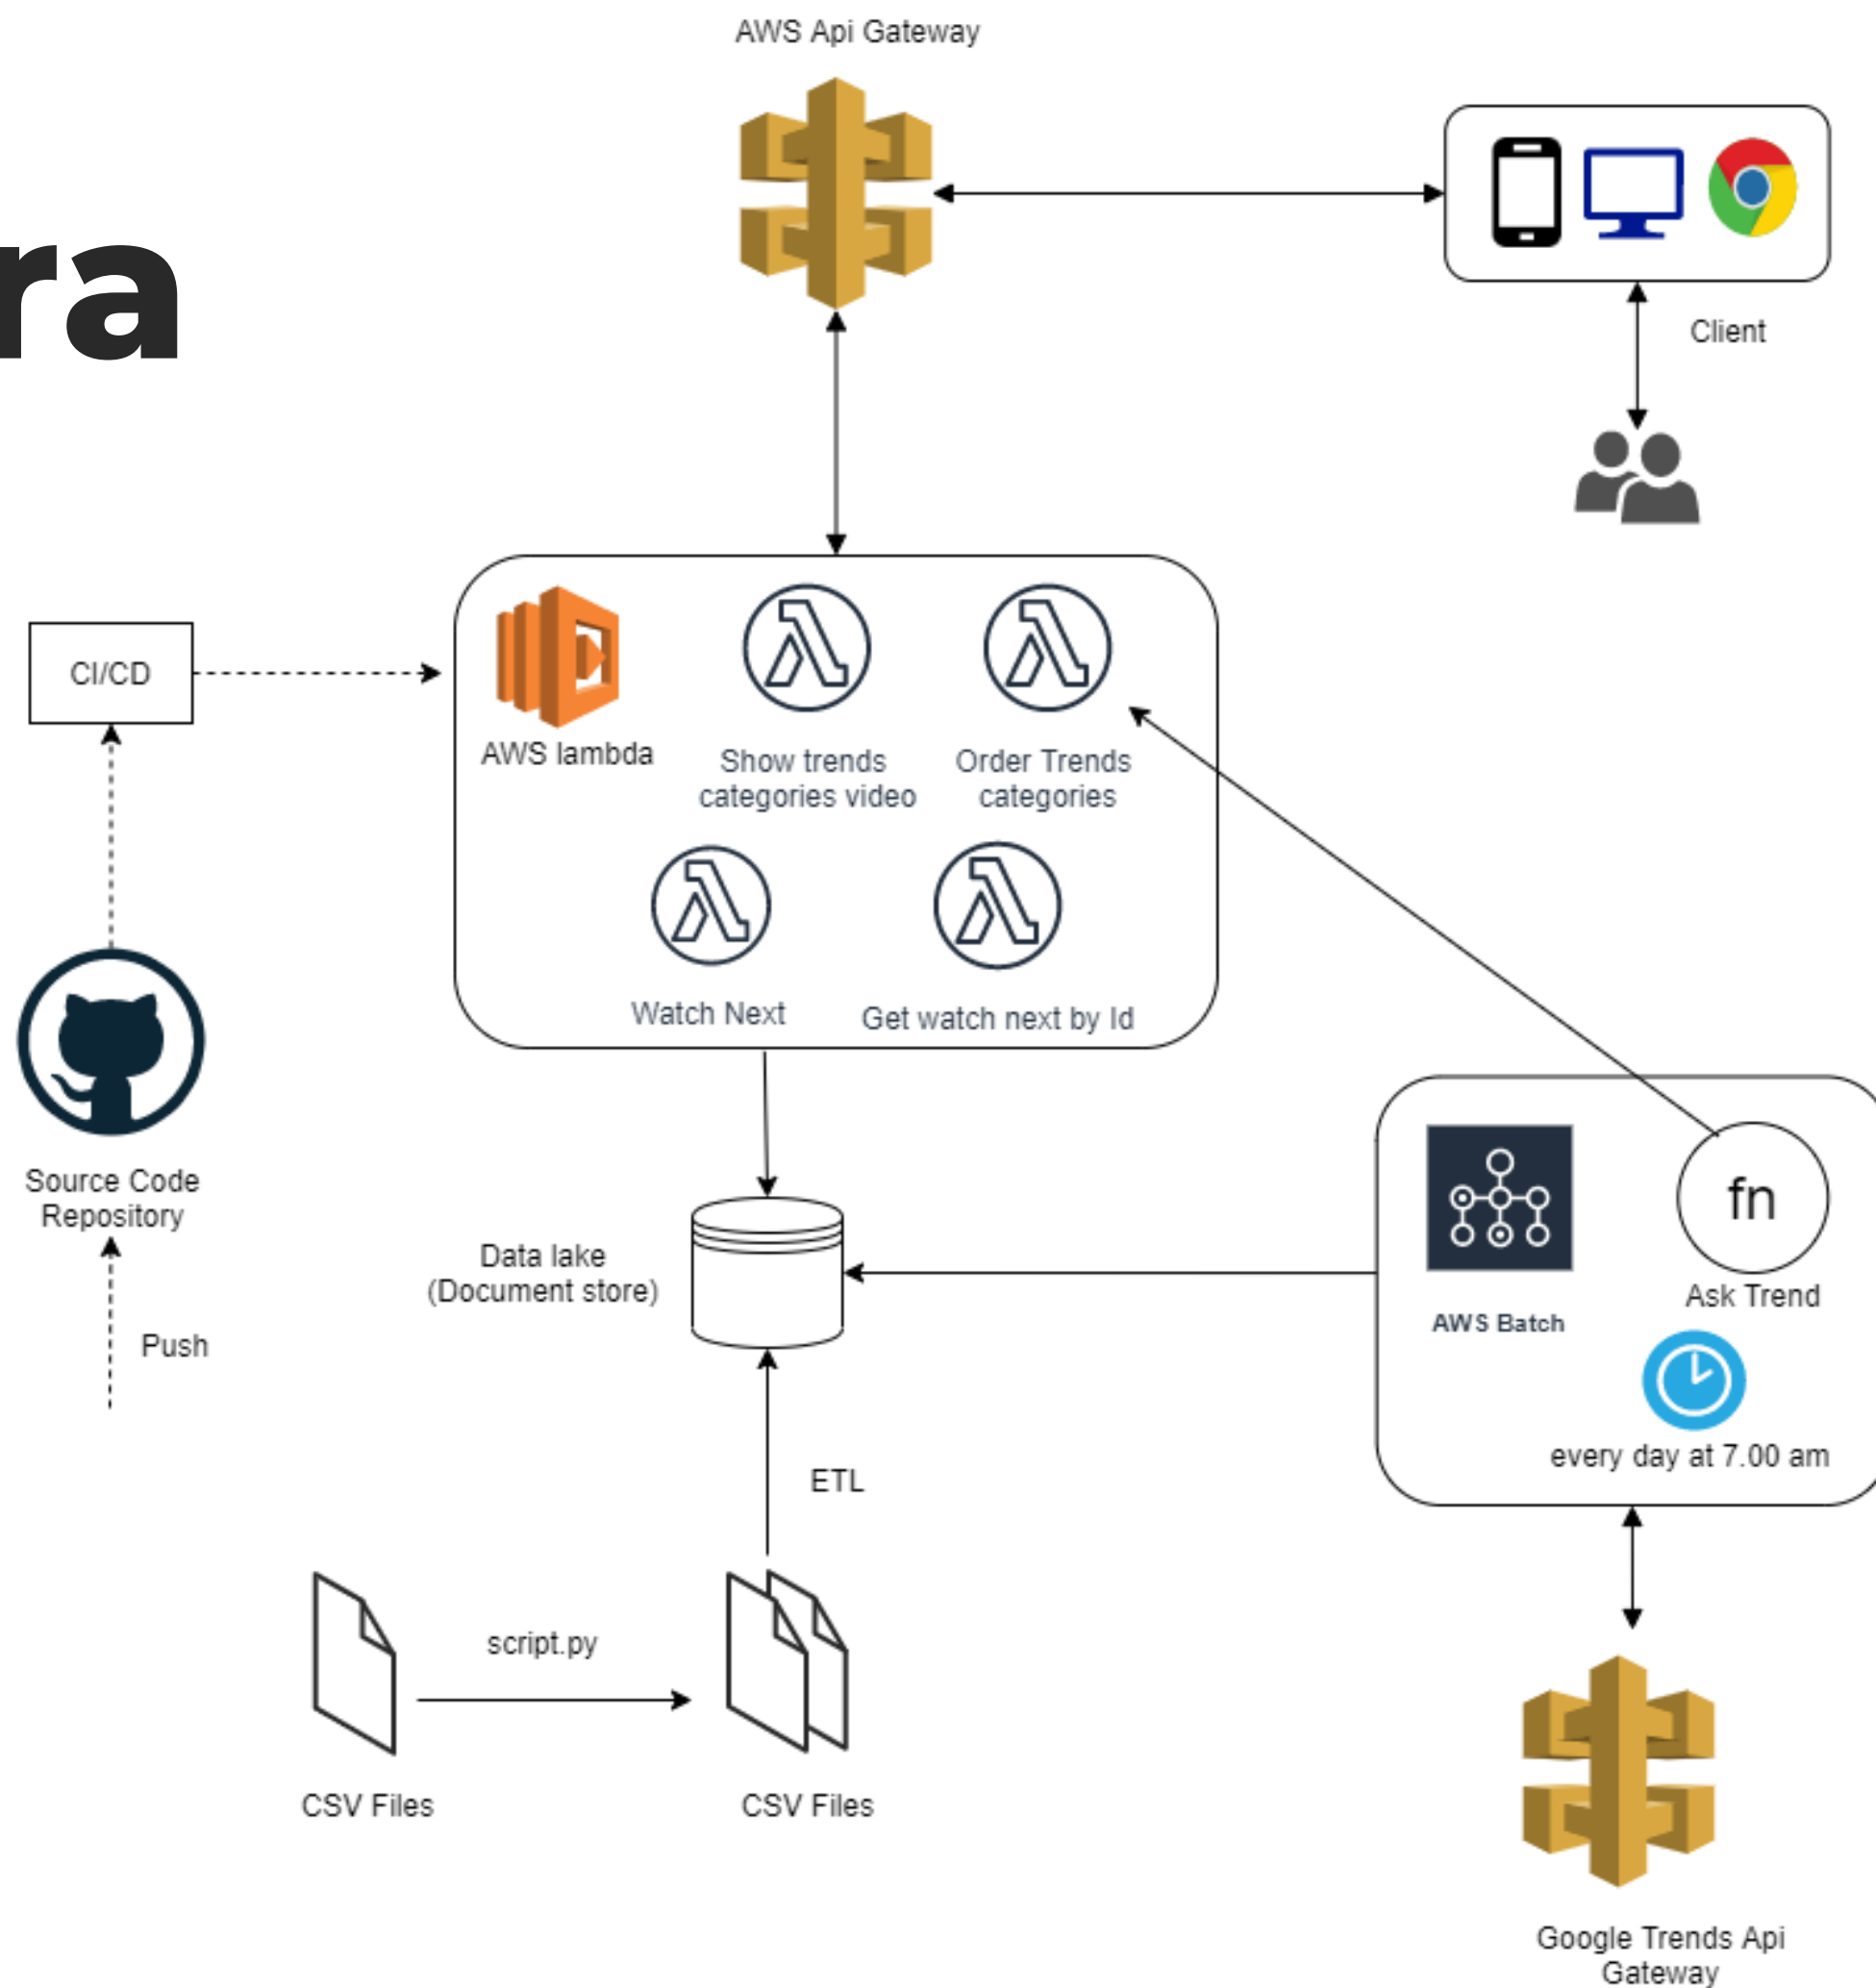 AWS Api Gateway
ra
Client
CI/CD
AWS lambda
Show trends
categories video
Order Trends
categories
Watch Next
Get watch next by Id
Source Code
Repository
Push
Data lake
(Document store)
fn
Ask Trend
AWS Batch
every day at 7.00 am
ETL
script.py
CSV Files
CSV Files
Google Trends Api
Gateway